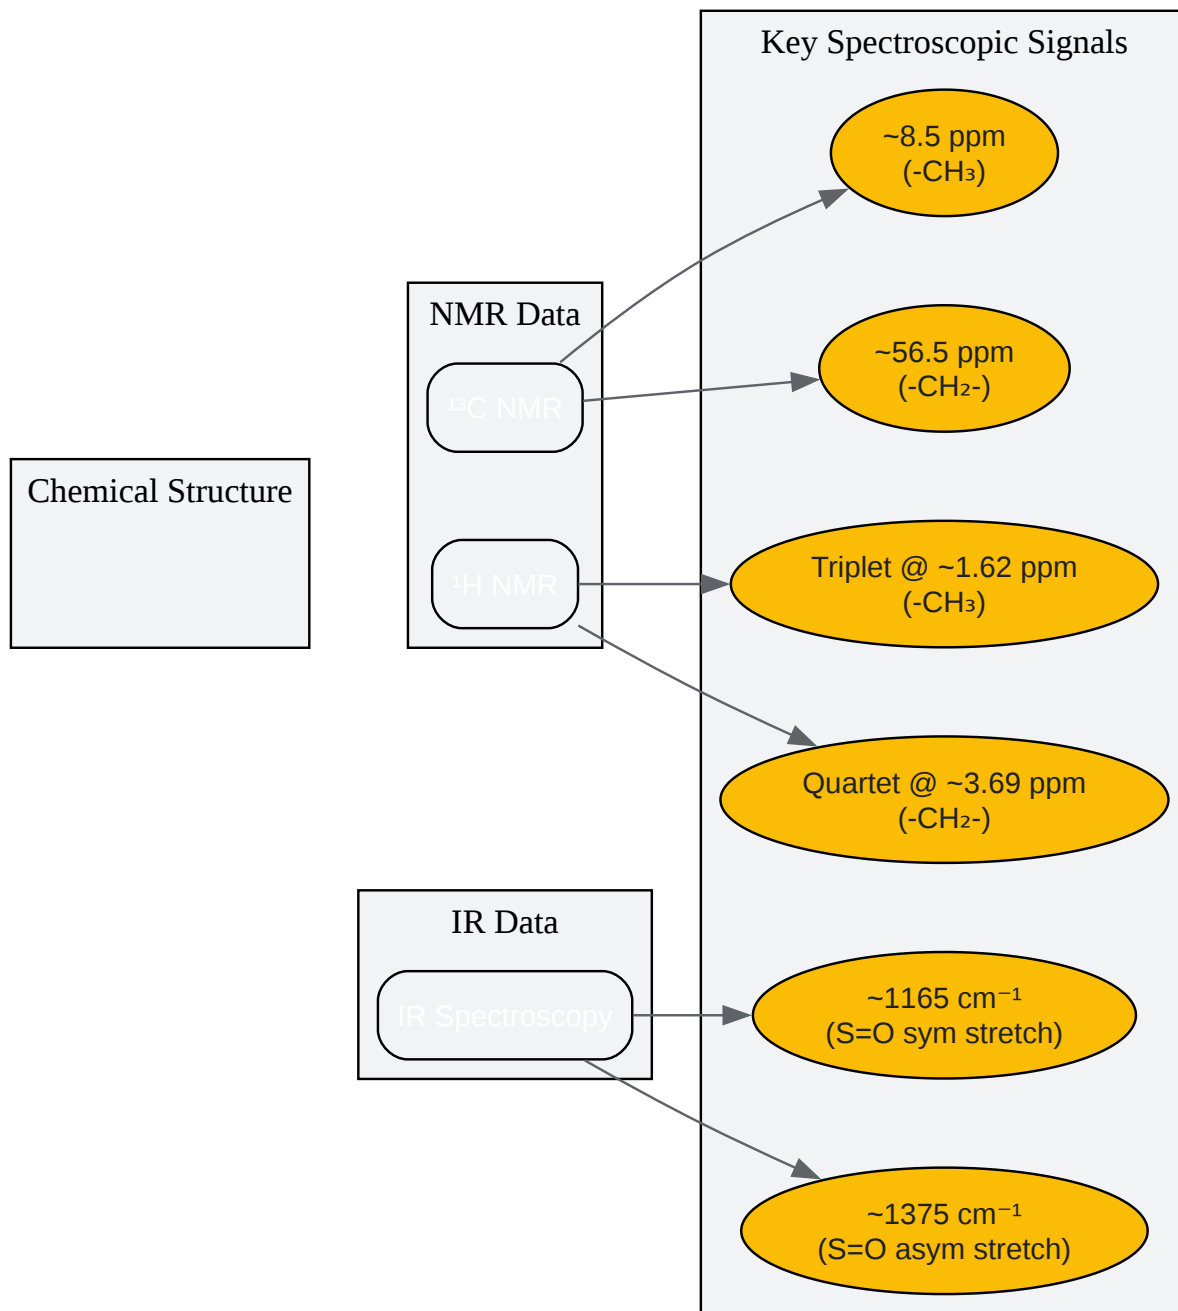 Key Spectroscopic Signals
~8.5 ppm
(-CH₃)
~56.5 ppm
(-CH₂-)
Triplet @ ~1.62 ppm
(-CH₃)
Quartet @ ~3.69 ppm
(-CH₂-)
~1165 cm⁻¹
(S=O sym stretch)
~1375 cm⁻¹
(S=O asym stretch)
NMR Data
¹³C NMR
¹H NMR
Chemical Structure
IR Data
IR Spectroscopy